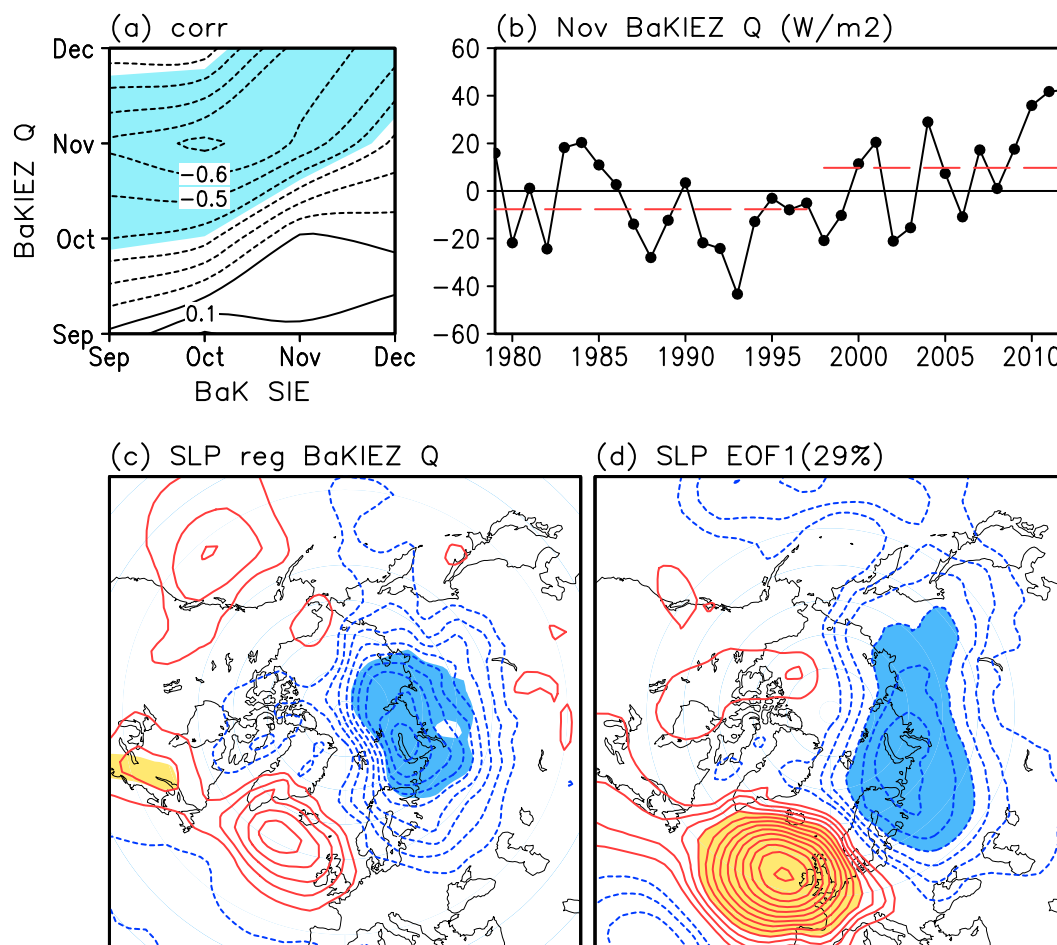 (a) corr
Dec
Nov
Oct
Sep
BaKIEZ Q
−0.6
−0.5
0.1
Sep Oct Nov Dec
BaK SIE
(b) Nov BaKIEZ Q (W/m2)
60
40
20
0
−20
−40
−60
1980 1985 1990 1995 2000 2005 2010
(c) SLP reg BaKIEZ Q
(d) SLP EOF1(29%)